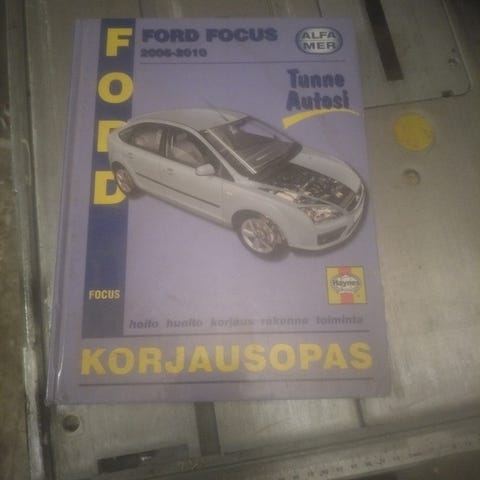 FORD
FORD FOCUS
2005-2010
ALFA
MER
Tunne
Autosi
FOCUS
Haynes
hoito huolto korjaus rakenne toiminta
KORJAUSOPAS